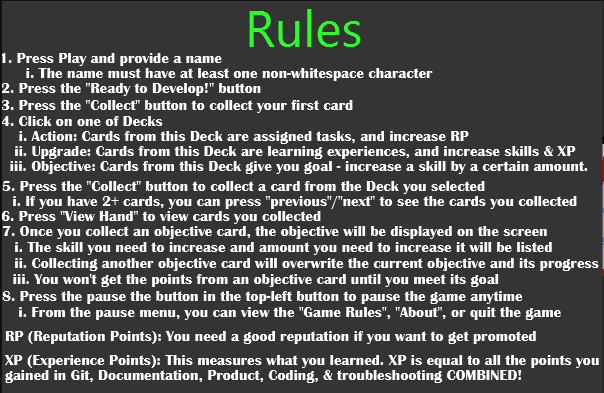 Rules
1. Press Play and provide a name
i. The name must have at least one non-whitespace character
2. Press the "Ready to Develop!" button
3. Press the "Collect" button to collect your first card
4. Click on one of Decks
i. Action: Cards from this Deck are assigned tasks, and increase RP
ii. Upgrade: Cards from this Deck are learning experiences, and increase skills & XP
iii. Objective: Cards from this Deck give you goal - increase a skill by a certain amount.
5. Press the "Collect" button to collect a card from the Deck you selected
i. If you have 2+ cards, you can press "previous"/"next" to see the cards you collected
6. Press "View Hand" to view cards you collected
7. Once you collect an objective card, the objective will be displayed on the screen
i. The skill you need to increase and amount you need to increase it will be listed
ii. Collecting another objective card will overwrite the current objective and its progress
iii. You won't get the points from an objective card until you meet its goal
8. Press the pause the button in the top-left button to pause the game anytime
i. From the pause menu, you can view the "Game Rules", "About", or quit the game
RP (Reputation Points): You need a good reputation if you want to get promoted
XP (Experience Points): This measures what you learned. XP is equal to all the points you
gained in Git, Documentation, Product, Coding, & troubleshooting COMBINED!